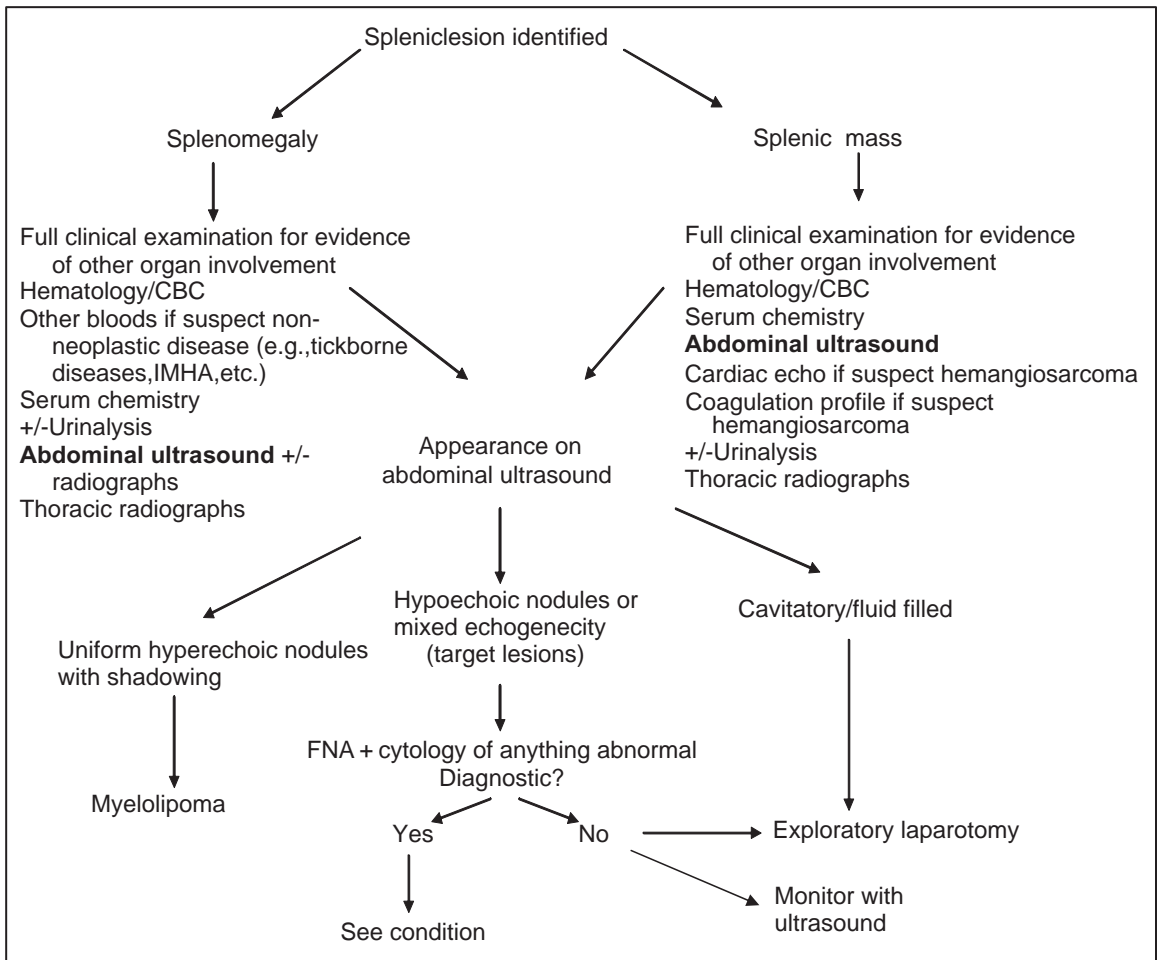 Spleniclesion identified
Splenomegaly
Splenic mass
Full clinical examination for evidence
of other organ involvement
Hematology/CBC
Other bloods if suspect non-
neoplastic disease (e.g.,tickborne
diseases,IMHA,etc.)
Serum chemistry
+/-Urinalysis
Abdominal ultrasound +/-
radiographs
Thoracic radiographs
Full clinical examination for evidence
of other organ involvement
Hematology/CBC
Serum chemistry
Abdominal ultrasound
Cardiac echo if suspect hemangiosarcoma
Coagulation profile if suspect
hemangiosarcoma
+/-Urinalysis
Thoracic radiographs
Appearance on
abdominal ultrasound
Uniform hyperechoic nodules
with shadowing
Hypoechoic nodules or
mixed echogenecity
(target lesions)
Cavitatory/fluid filled
Myelolipoma
FNA + cytology of anything abnormal
Diagnostic?
Yes
No
Exploratory laparotomy
Monitor with
ultrasound
See condition